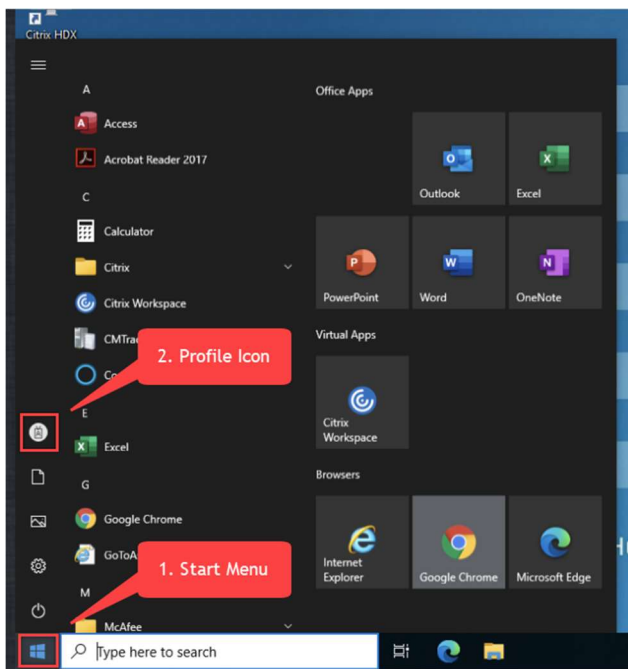 Citrix HDX
A
Access
Acrobat Reader 2017
C
Calculator
Citrix
Citrix Workspace
CMTrac
Co
E
Excel
G
Google Chrome
GoToA
M
McAfee
Office Apps
Outlook
Excel
PowerPoint
Word
OneNote
Virtual Apps
Citrix
Workspace
Browsers
Internet
Explorer
Google Chrome
Microsoft Edge
2. Profile Icon
1. Start Menu
Type here to search